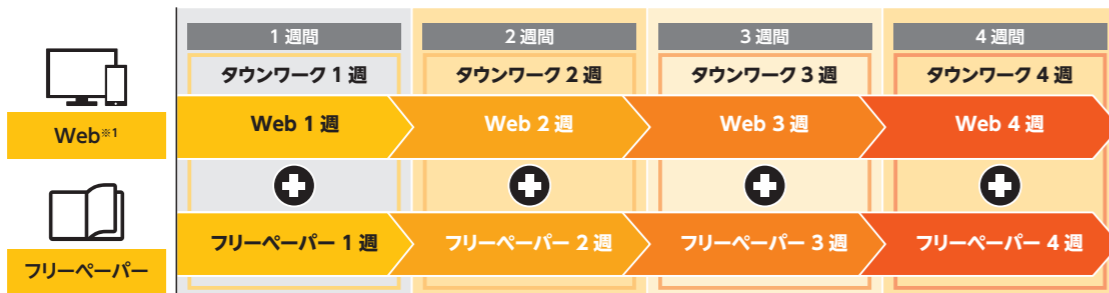 1 週間
2 週間
3 週間
4 週間
タウンワーク 1 週
タウンワーク 2 週
タウンワーク 3 週
タウンワーク 4 週
Web※1
Web 1 週
Web 2 週
Web 3 週
Web 4 週
フリーペーパー
フリーペーパー 1 週
フリーペーパー 2 週
フリーペーパー 3 週
フリーペーパー 4 週